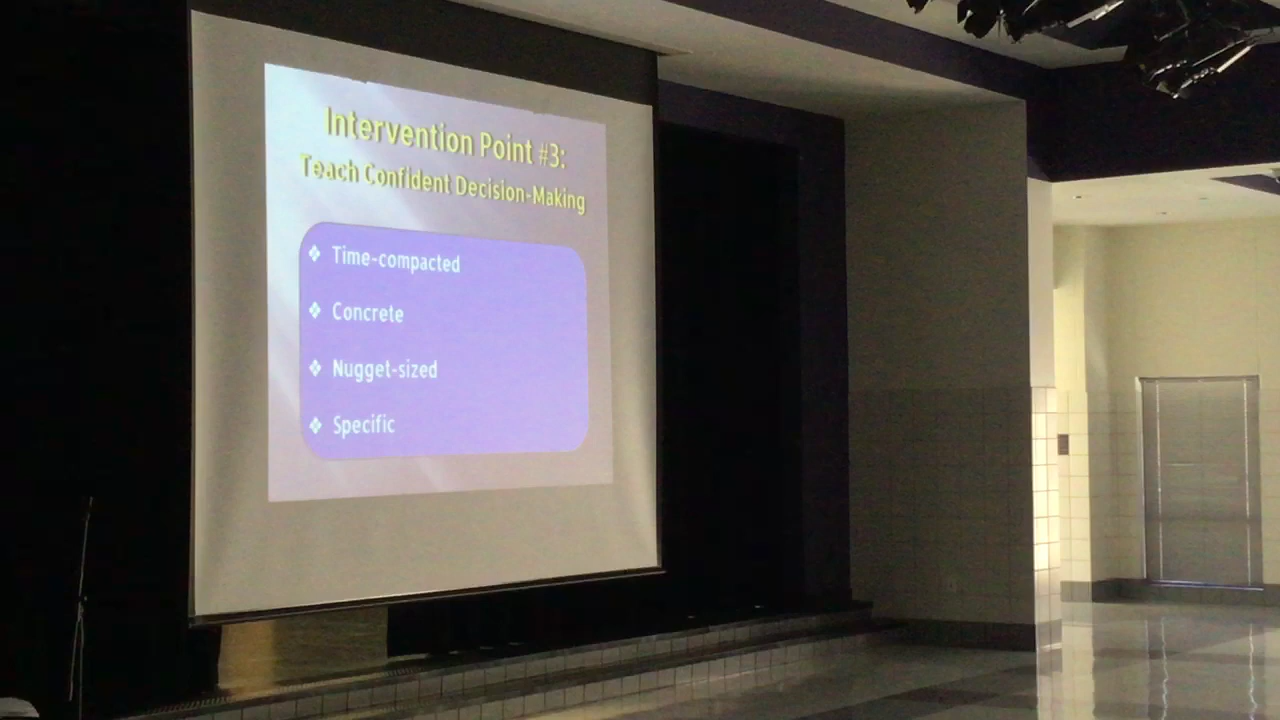 Intervention Point #3:
Teach Confident Decision-Making
❖ Time-compacted
❖ Concrete
❖ Nugget-sized
❖ Specific